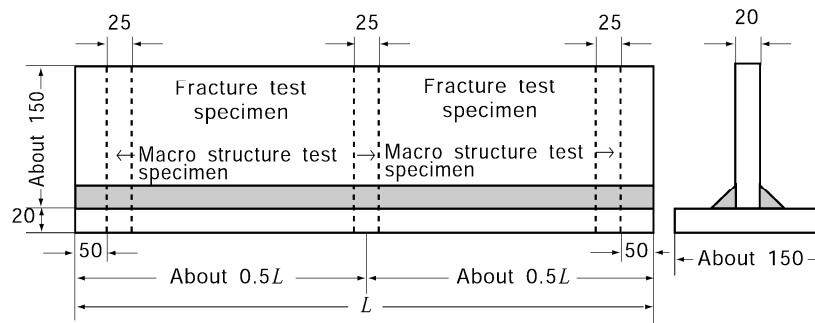 25
25
25
20
Fracture test
specimen
Fracture test
specimen
About 150
Macro structure test
specimen
Macro structure test
specimen
20
50
50
About 150
About 0.5L
About 0.5L
L